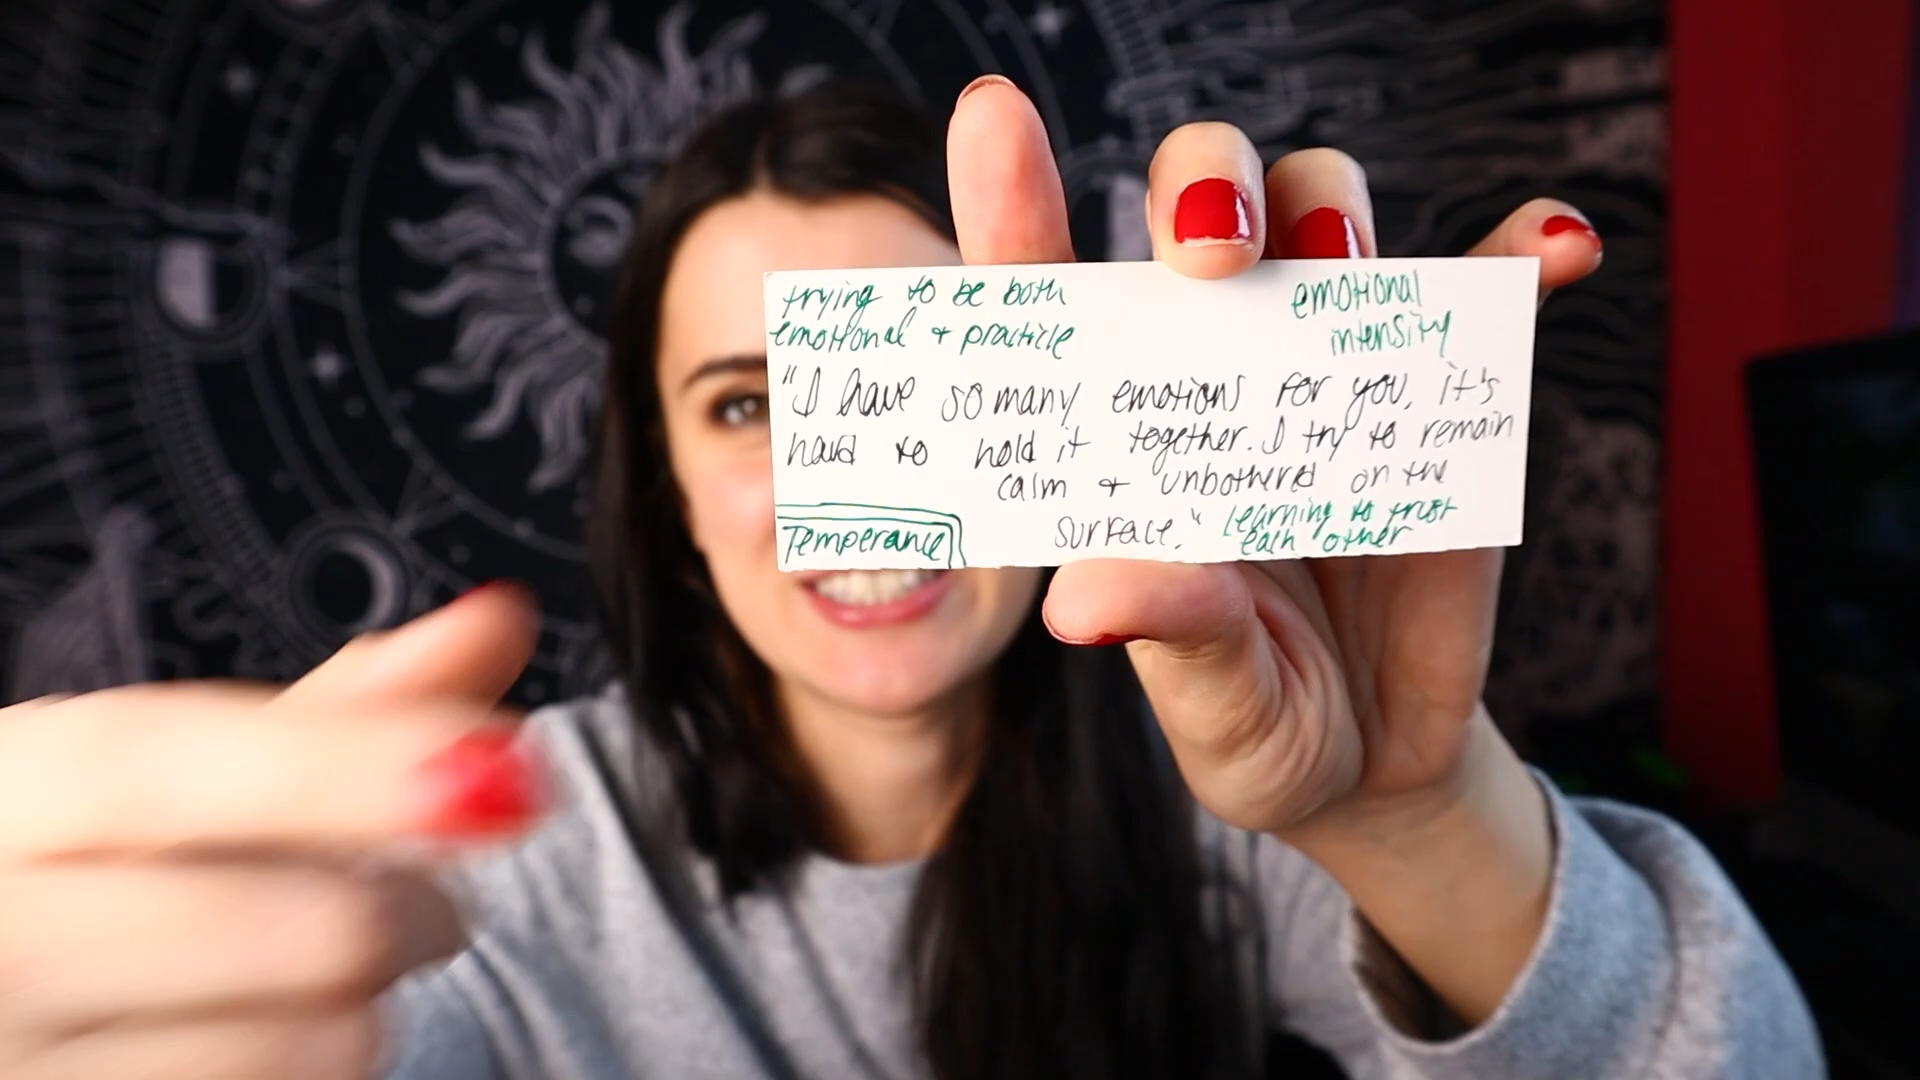 trying to be both
emotional + practicle
emotional
intensity
"I have so many emotions for you, it's
hard to hold it together. I try to remain
calm + unbothered on the
surface."
learning to trust
each other
Temperance